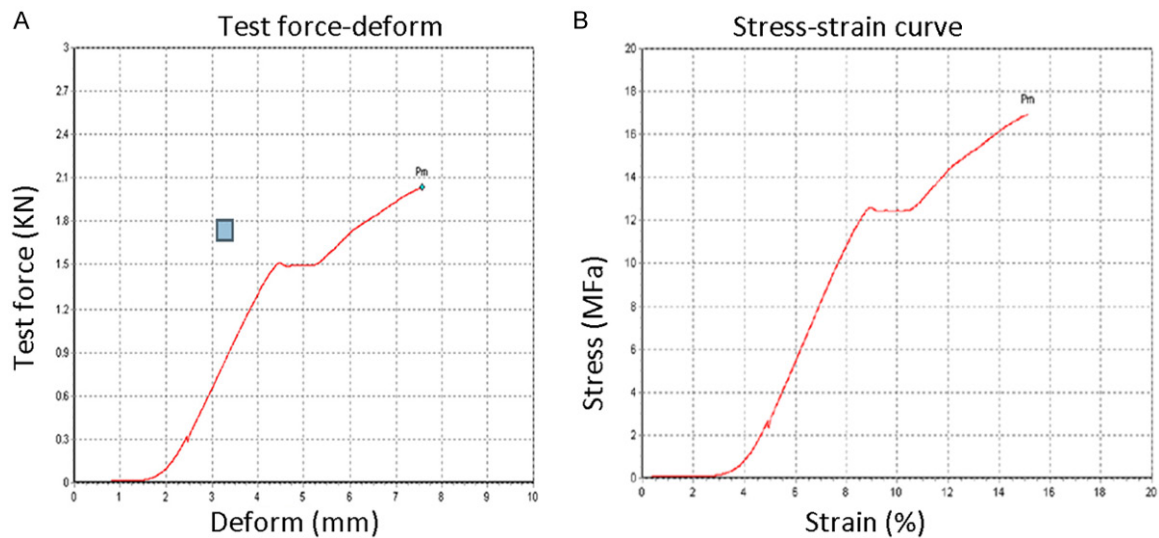 A
Test force-deform
3
2.7
2.4
2.1
1.8
1.5
1.2
0.9
0.6
0.3
0
Pm
Test force (KN)
0 1 2 3 4 5 6 7 8 9 10
Deform (mm)
B
Stress-strain curve
20
18
16
14
12
10
8
6
4
2
0
Pm
Stress (MFa)
0 2 4 6 8 10 12 14 16 18 20
Strain (%)